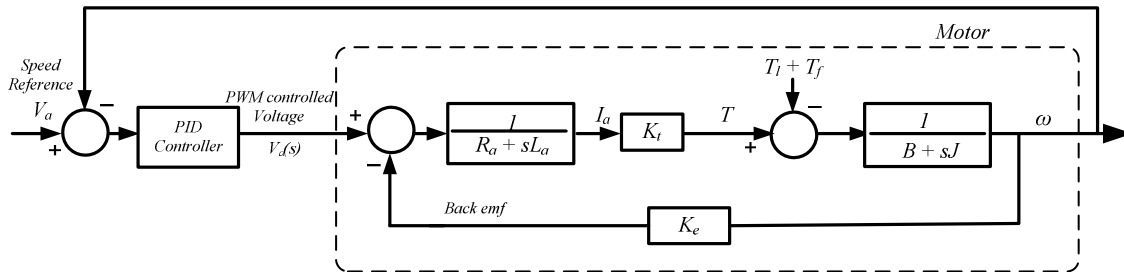 Motor
Speed
Reference
V_a
−
+
PID
Controller
PWM controlled
Voltage
V_d(s)
+
−
1
R_a + sL_a
I_a
K_t
T
T_l + T_f
−
+
1
B + sJ
ω
Back emf
K_e